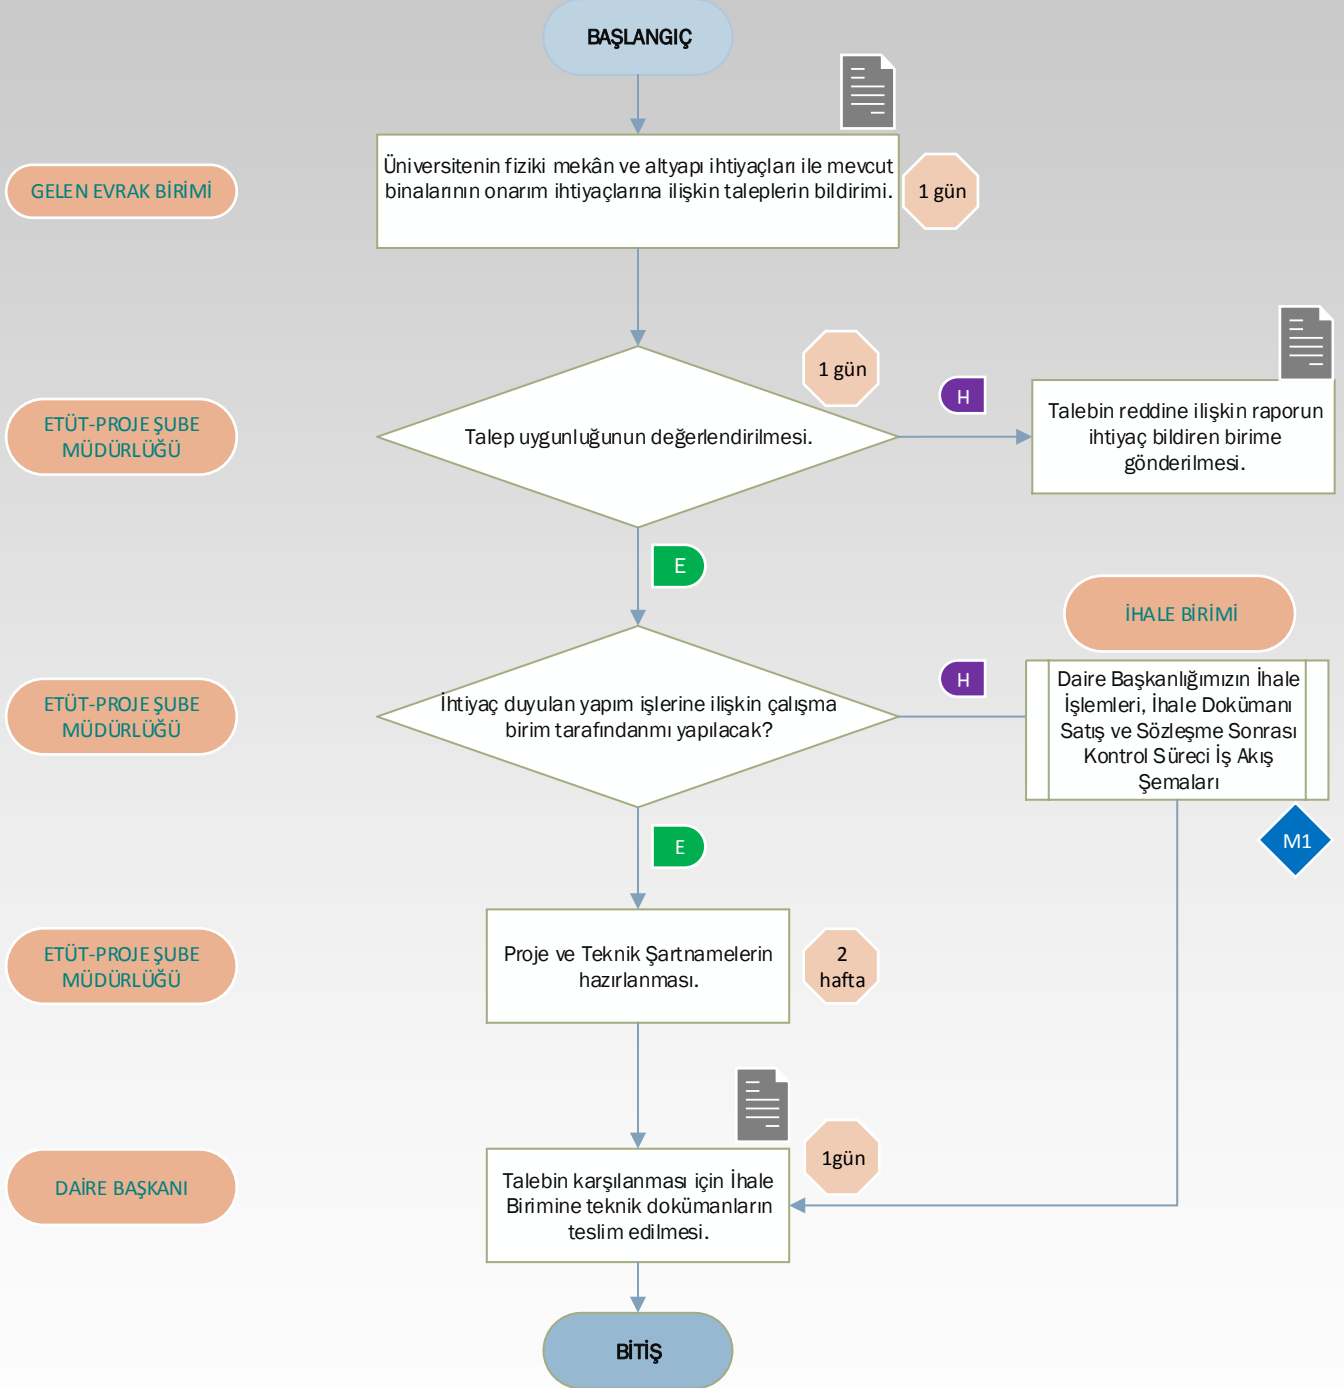 BAŞLANGIÇ
GELEN EVRAK BİRİMİ
Üniversitenin fiziki mekân ve altyapı ihtiyaçları ile mevcut
binalarının onarım ihtiyaçlarına ilişkin taleplerin bildirimi.
1 gün
ETÜT-PROJE ŞUBE
MÜDÜRLÜĞÜ
Talep uygunluğunun değerlendirilmesi.
1 gün
H
Talebin reddine ilişkin raporun
ihtiyaç bildiren birime
gönderilmesi.
E
İHALE BİRİMİ
ETÜT-PROJE ŞUBE
MÜDÜRLÜĞÜ
İhtiyaç duyulan yapım işlerine ilişkin çalışma
birim tarafındanmı yapılacak?
H
Daire Başkanlığımızın İhale
İşlemleri, İhale Dokümanı
Satış ve Sözleşme Sonrası
Kontrol Süreci İş Akış
Şemaları
M1
E
ETÜT-PROJE ŞUBE
MÜDÜRLÜĞÜ
Proje ve Teknik Şartnamelerin
hazırlanması.
2
hafta
DAİRE BAŞKANI
Talebin karşılanması için İhale
Birimine teknik dokümanların
teslim edilmesi.
1gün
BİTİŞ